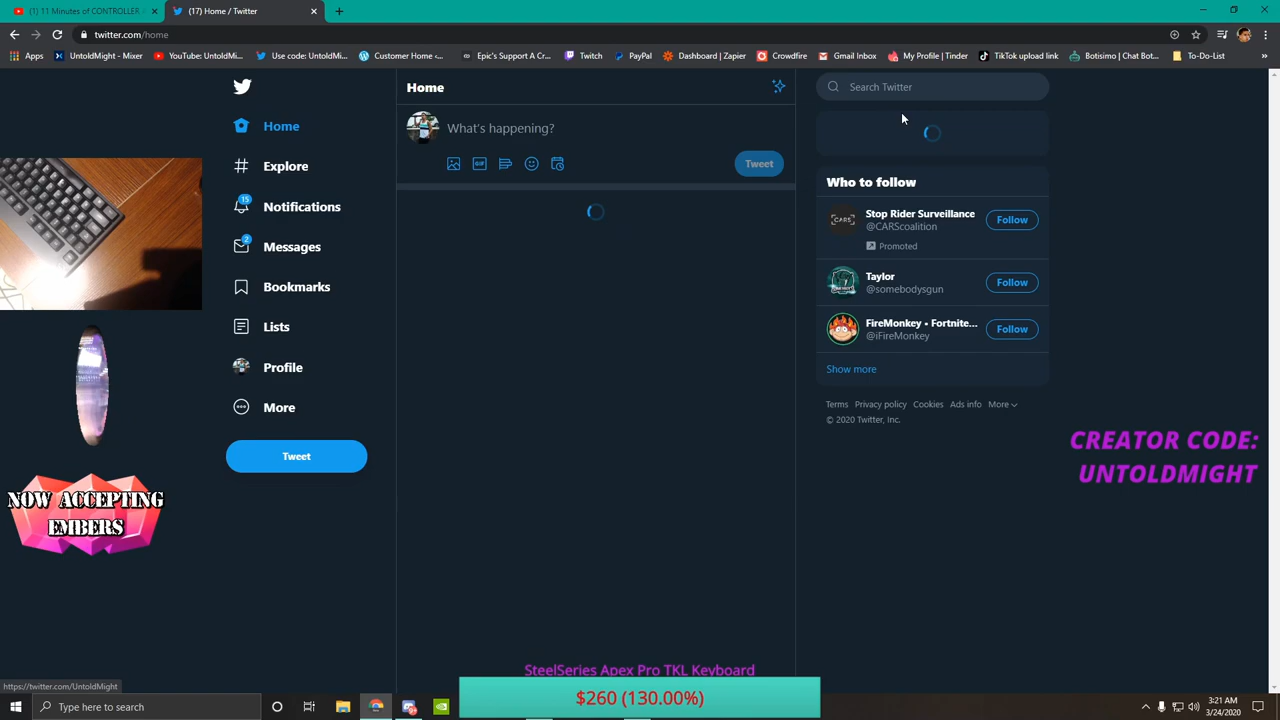 (1) 11 Minutes of CONTROLLER A
(17) Home / Twitter
twitter.com/home
Apps
UntoldMight - Mixer
YouTube: UntoldMi...
Use code: UntoldMi...
Customer Home -...
Epic's Support A Cr...
Twitch
PayPal
Dashboard | Zapier
Crowdfire
Gmail Inbox
My Profile | Tinder
TikTok upload link
Botisimo | Chat Bot...
To-Do-List
Home
Search Twitter
Home
What's happening?
Explore
Tweet
Who to follow
15
Notifications
CARS
Stop Rider Surveillance
@CARScoalition
Follow
Promoted
2
Messages
Bookmarks
Taylor
@somebodysgun
Follow
Lists
FireMonkey • Fortnite...
@iFireMonkey
Follow
Profile
Show more
More
Terms Privacy policy Cookies Ads info More
© 2020 Twitter, Inc.
Tweet
CREATOR CODE:
UNTOLDMIGHT
NOW ACCEPTING
EMBERS
SteelSeries Apex Pro TKL Keyboard
$260 (130.00%)
https://twitter.com/UntoldMight
Type here to search
3:21 AM
3/24/2020